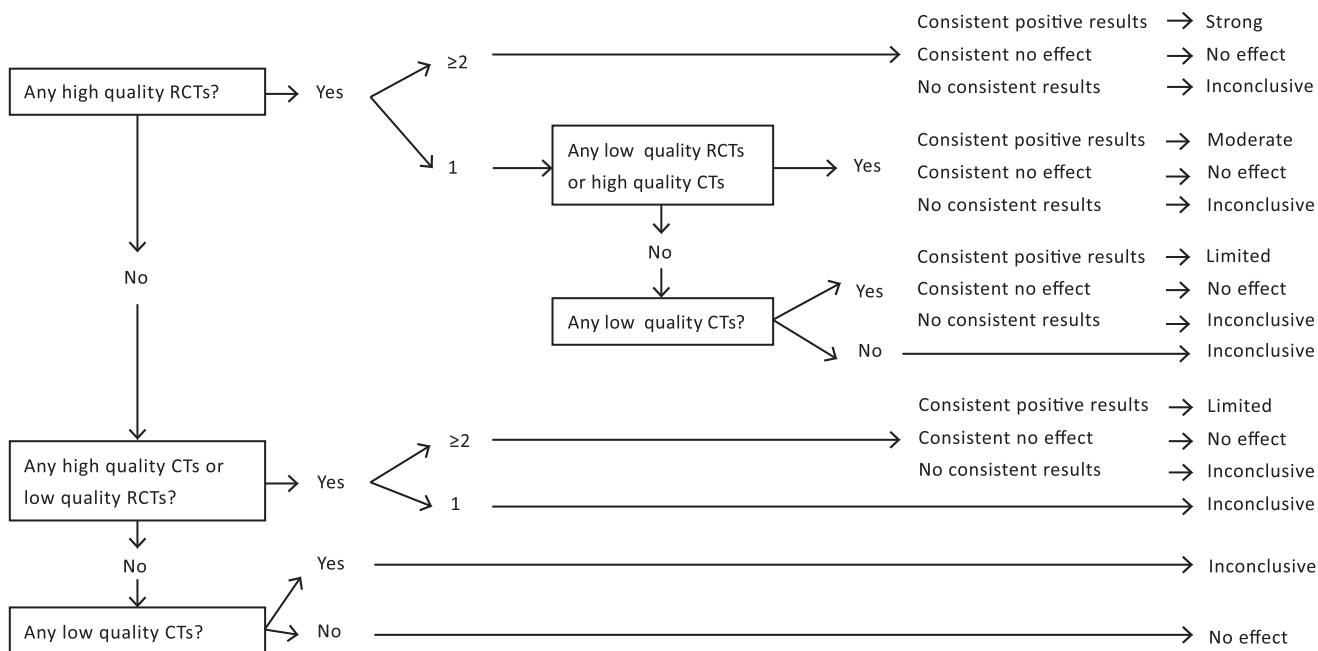 Any high quality RCTs?
Yes
≥2
Consistent positive results
Strong
Consistent no effect
No effect
No consistent results
Inconclusive
1
Any low quality RCTs
or high quality CTs
Yes
Consistent positive results
Moderate
Consistent no effect
No effect
No consistent results
Inconclusive
No
Any low quality CTs?
Yes
Consistent positive results
Limited
Consistent no effect
No effect
No consistent results
Inconclusive
No
Inconclusive
No
Any high quality CTs or
low quality RCTs?
Yes
≥2
Consistent positive results
Limited
Consistent no effect
No effect
No consistent results
Inconclusive
1
Inconclusive
No
Any low quality CTs?
Yes
Inconclusive
No
No effect